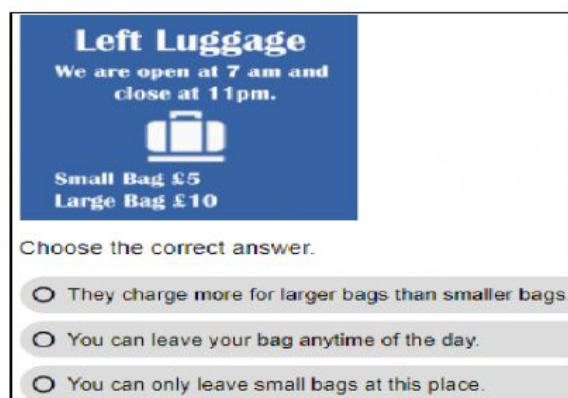 Left Luggage
We are open at 7 am and
close at 11pm.
Small Bag £5
Large Bag £10
Choose the correct answer.
They charge more for larger bags than smaller bags
You can leave your bag anytime of the day.
You can only leave small bags at this place.